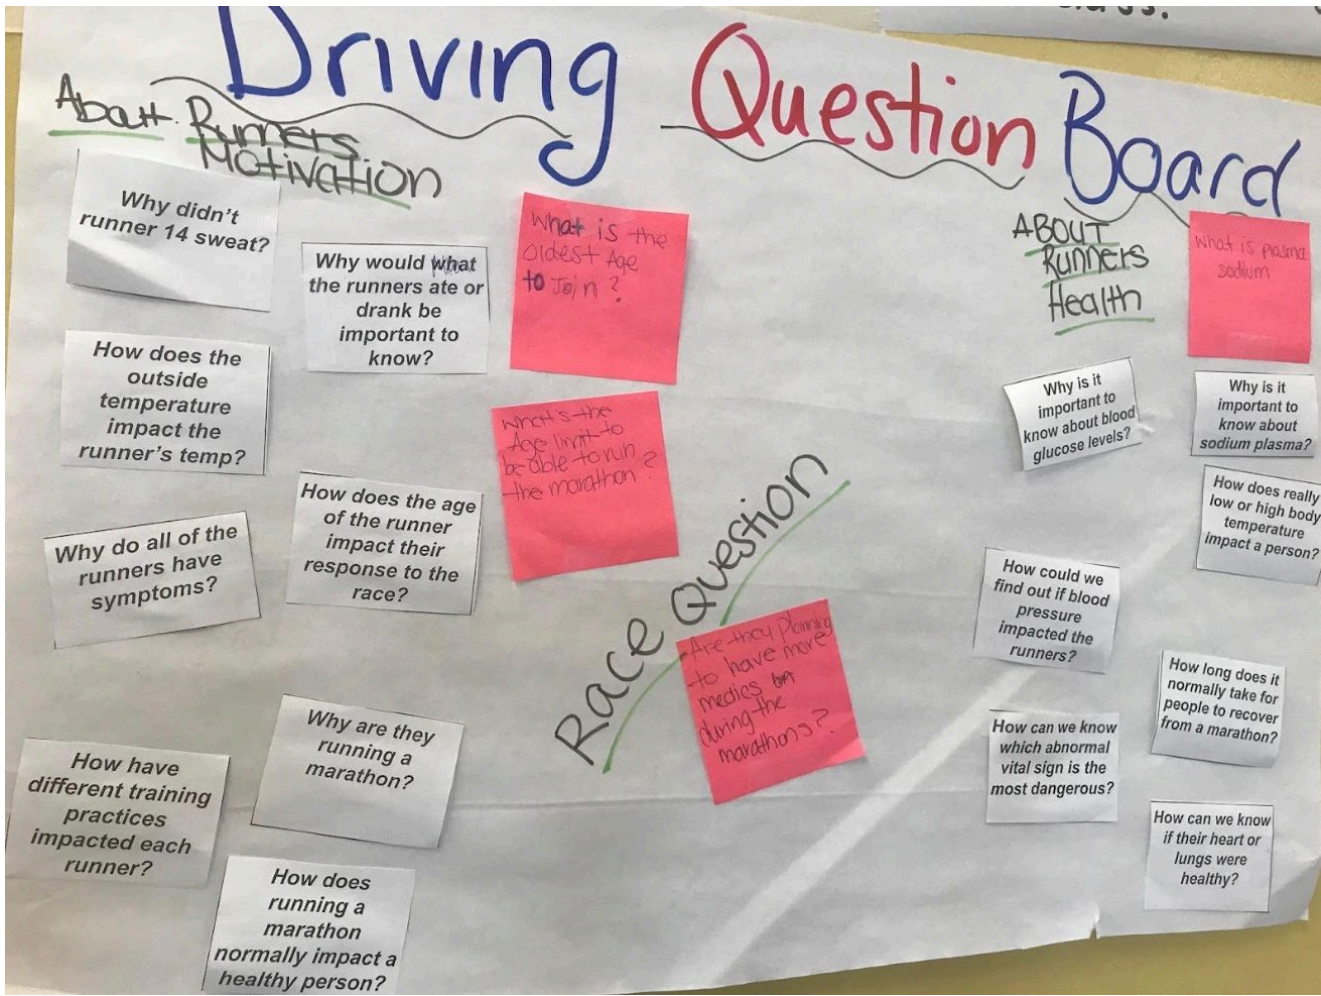 Driving Question Board
About Runners
Motivation
Why didn't
runner 14 sweat?
Why would what
the runners ate or
drank be
important to
know?
How does the
outside
temperature
impact the
runner's temp?
How does the age
of the runner
impact their
response to the
race?
Why do all of the
runners have
symptoms?
Why are they
running a
marathon?
How have
different training
practices
impacted each
runner?
How does
running a
marathon
normally impact a
healthy person?
What is the
oldest Age
to Join?
What's the
Age limit to
be able to run
the marathon?
Race Question
Are they planning
to have more
medics
during the
marathons?
ABOUT
Runners
Health
What is plasma
sodium
Why is it
important to
know about blood
glucose levels?
Why is it
important to
know about
sodium plasma?
How does really
low or high body
temperature
impact a person?
How could we
find out if blood
pressure
impacted the
runners?
How long does it
normally take for
people to recover
from a marathon?
How can we know
which abnormal
vital sign is the
most dangerous?
How can we know
if their heart or
lungs were
healthy?